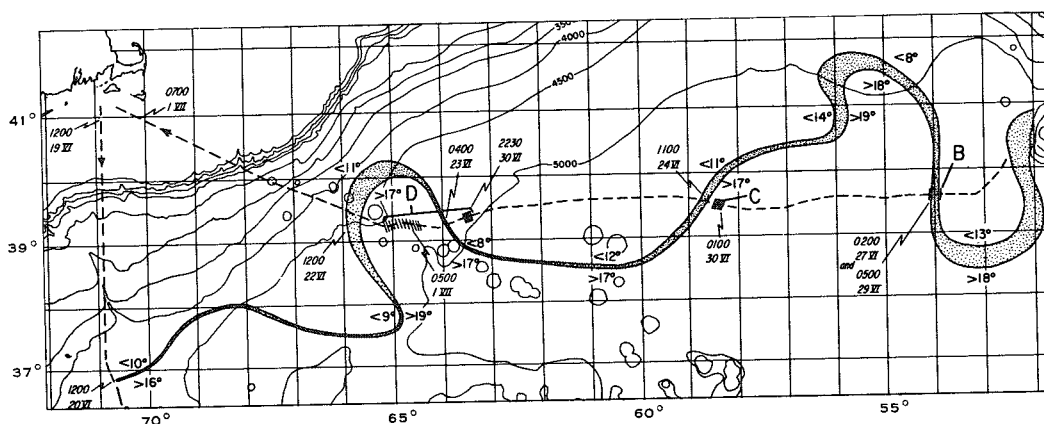 350
4000
4500
5000
0700
1 VII
41°
1200
19 VI
<8°
>18°
<14°
>19°
0400
23 VI
2230
30 VI
1100
24 VI
<11°
>17°
D
<11°
>17°
C
B
39°
<8°
>17°
<12°
>17°
<13°
>18°
1200
22 VI
0500
1 VII
0100
30 VI
0200
27 VI
and
0500
29 VI
<9°
>19°
<10°
>16°
37°
1200
20 VI
70°
65°
60°
55°